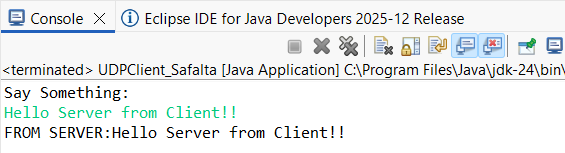 Console Eclipse IDE for Java Developers 2025-12 Release
<terminated> UDPClient_Safalta [Java Application] C:\Program Files\Java\jdk-24\bin\
Say Something:
Hello Server from Client!!
FROM SERVER:Hello Server from Client!!